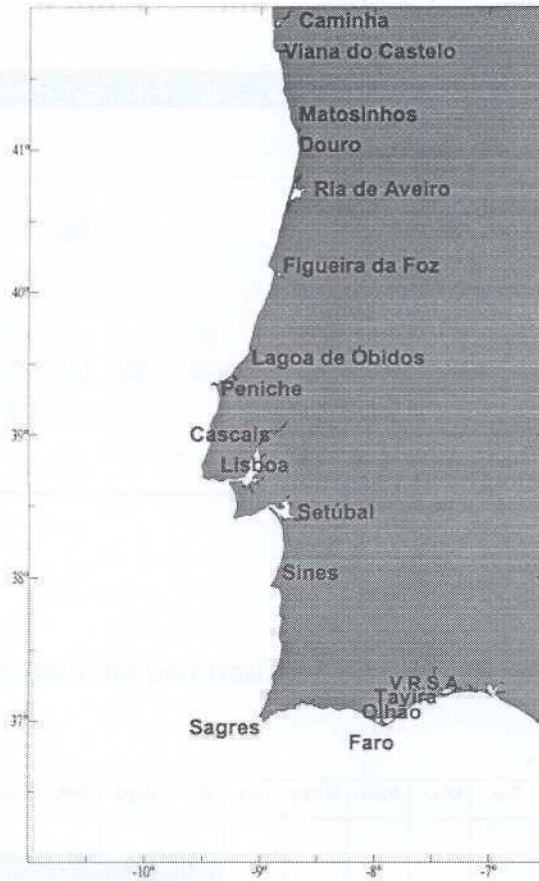 Caminha
Viana do Castelo
Matosinhos
41°
Douro
Ria de Aveiro
Figueira da Foz
40°
Lagoa de Óbidos
Peniche
39°
Cascais
Lisboa
Setúbal
38°
Sines
V.R.S.A.
Tavira
Olhão
37°
Sagres
Faro
-10° -9° -8° -7°